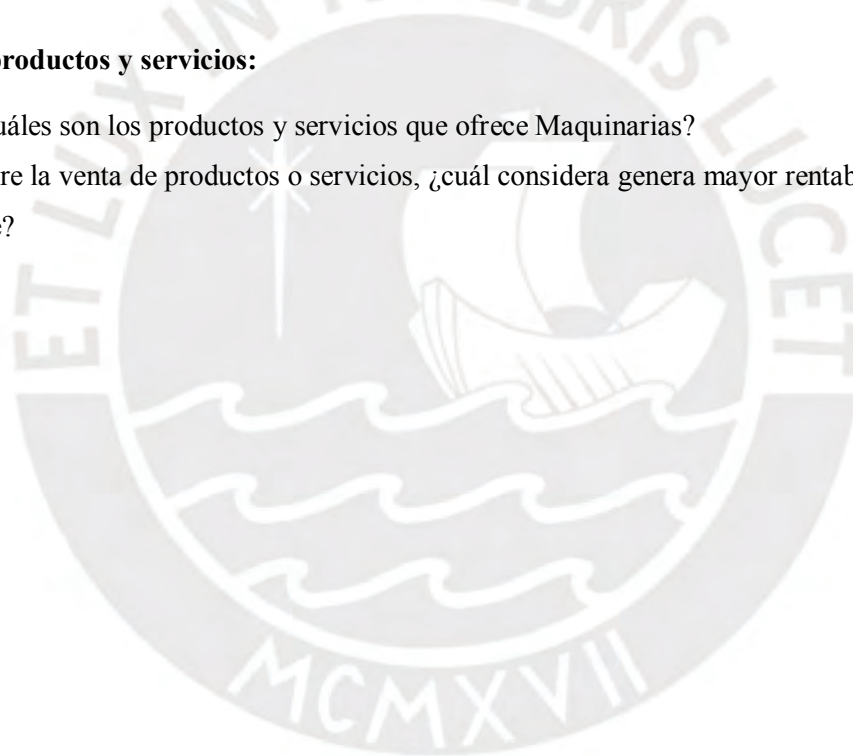 productos y servicios:
uáles son los productos y servicios que ofrece Maquinarias?
re la venta de productos o servicios, ¿cuál considera genera mayor rentab
?
ET LUX IN TENEBRIS LUCET
MCMXVII